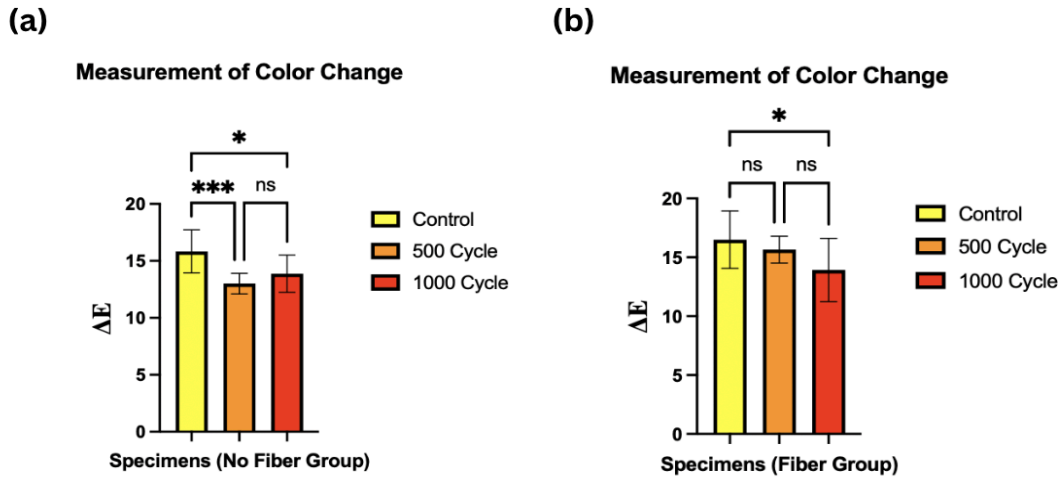 (a)
Measurement of Color Change
*
***
ns
20
15
10
5
0
ΔE
Control
500 Cycle
1000 Cycle
Specimens (No Fiber Group)
(b)
Measurement of Color Change
*
ns
ns
20
15
10
5
0
ΔE
Control
500 Cycle
1000 Cycle
Specimens (Fiber Group)